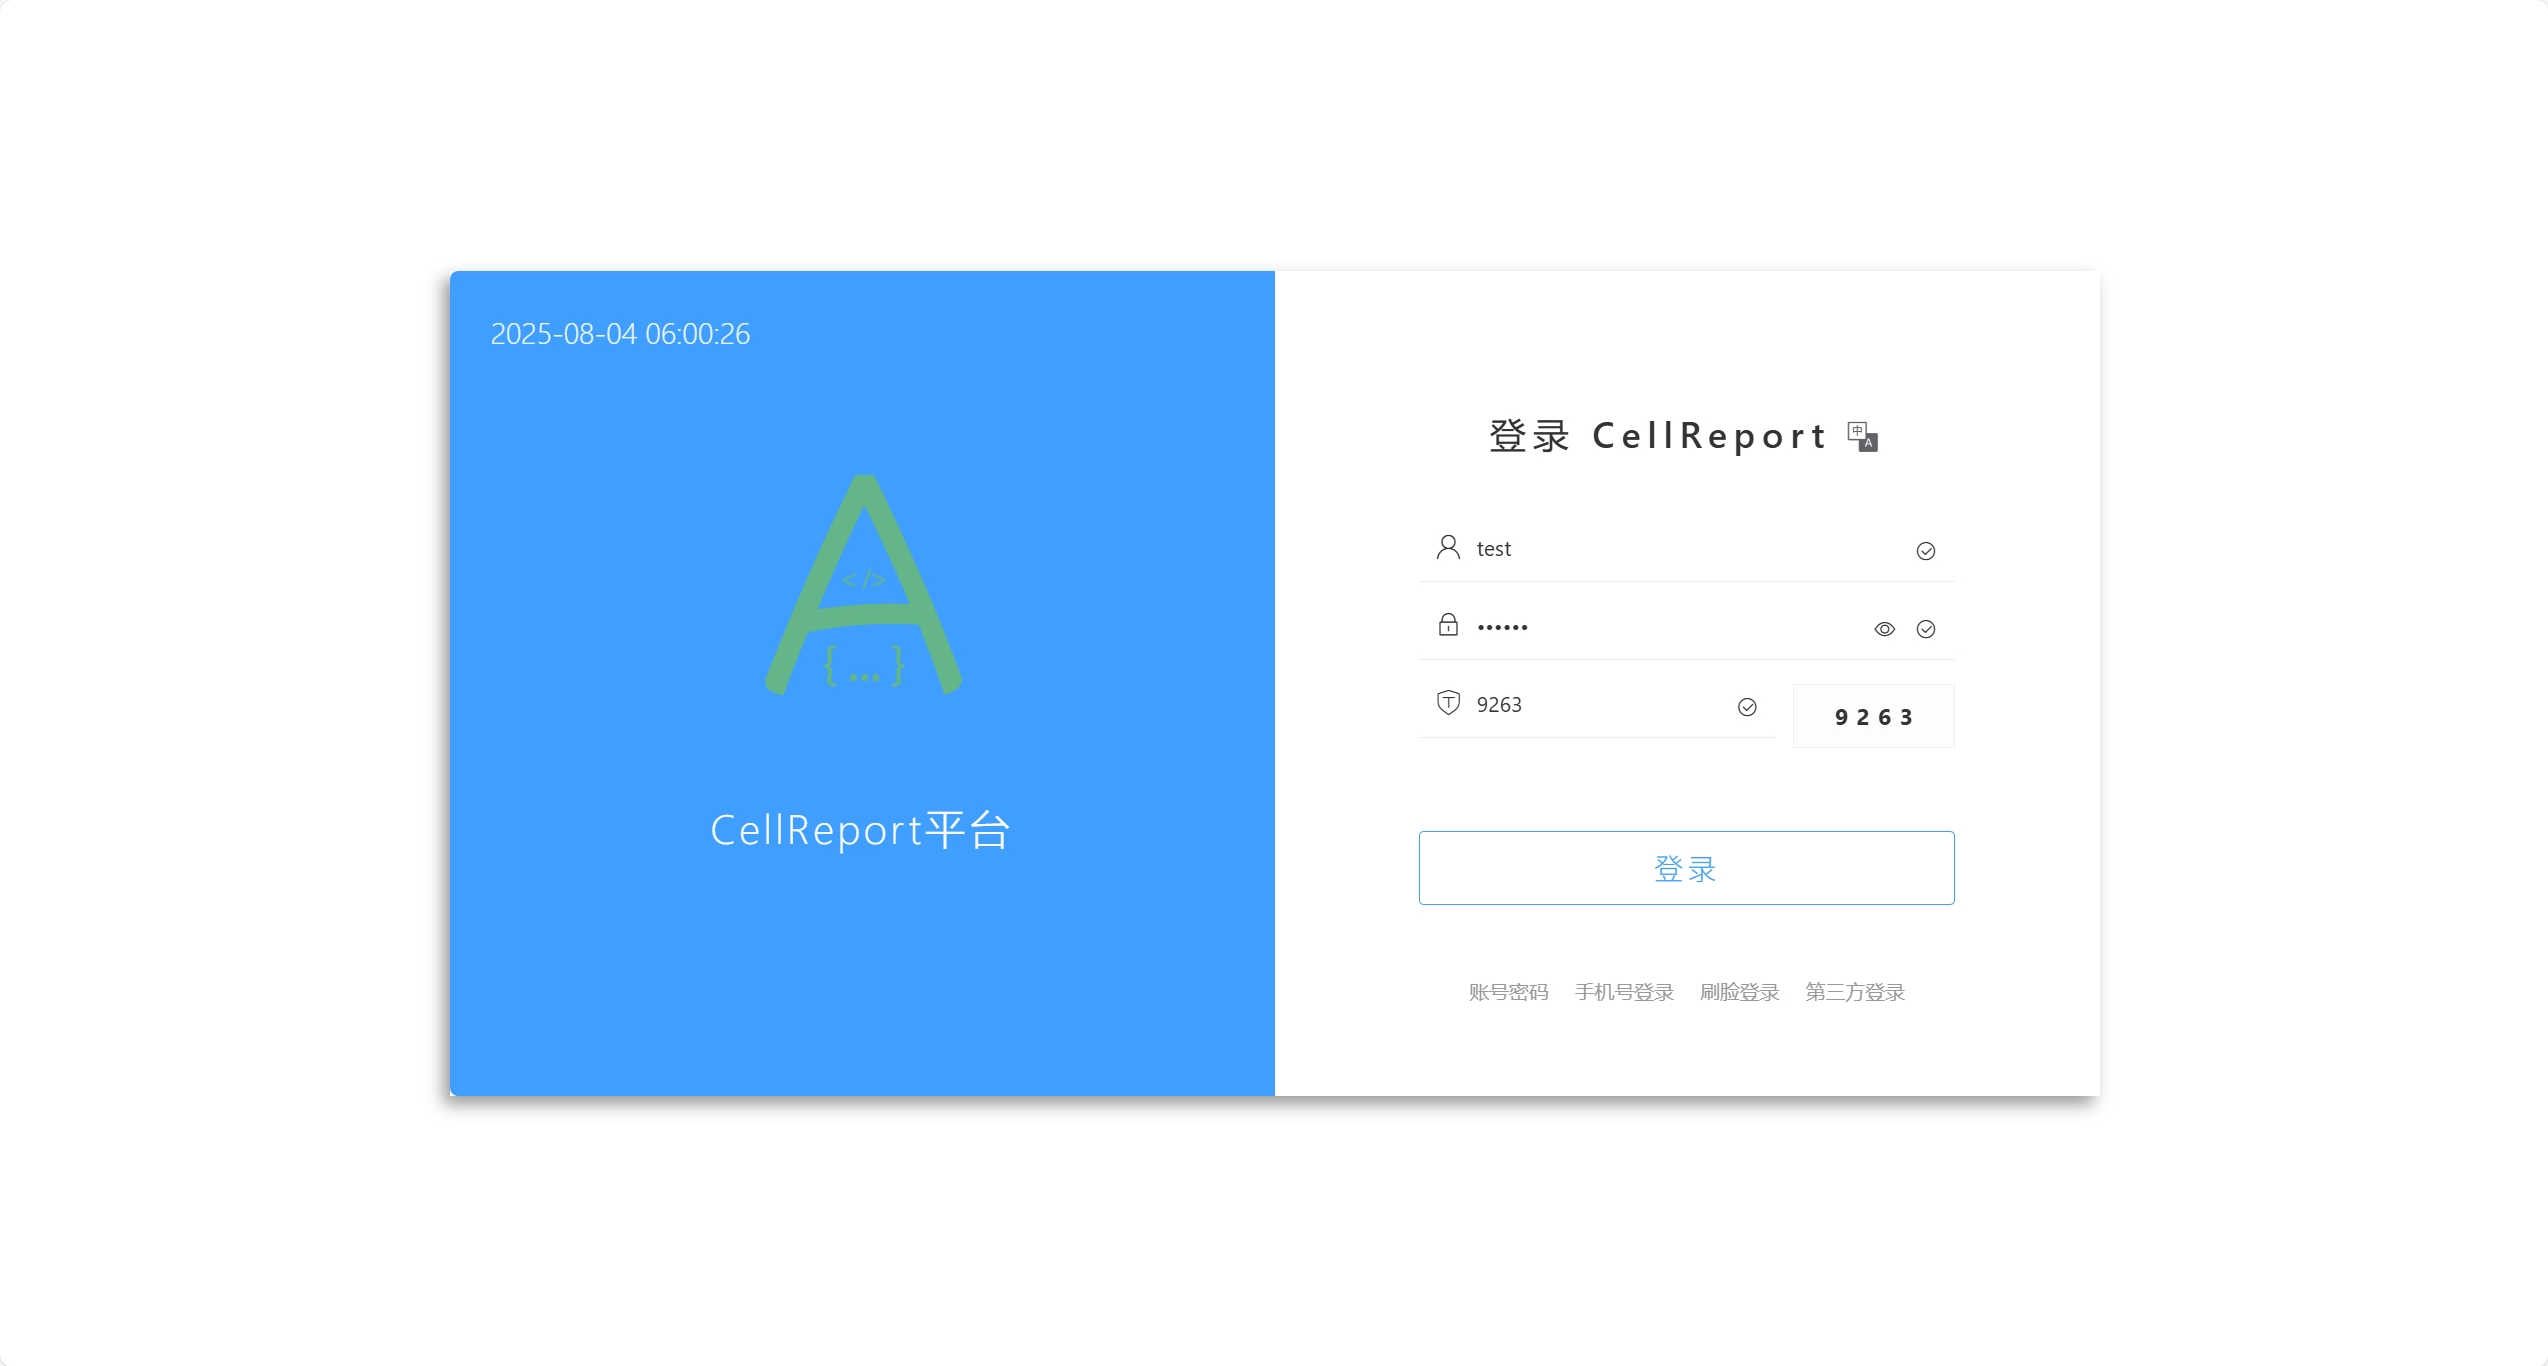 2025-08-04 06:00:26
</>
{...}
CellReport平台
登录 CellReport
中
A
test
••••••
9263
9263
登录
账号密码 手机号登录 刷脸登录 第三方登录